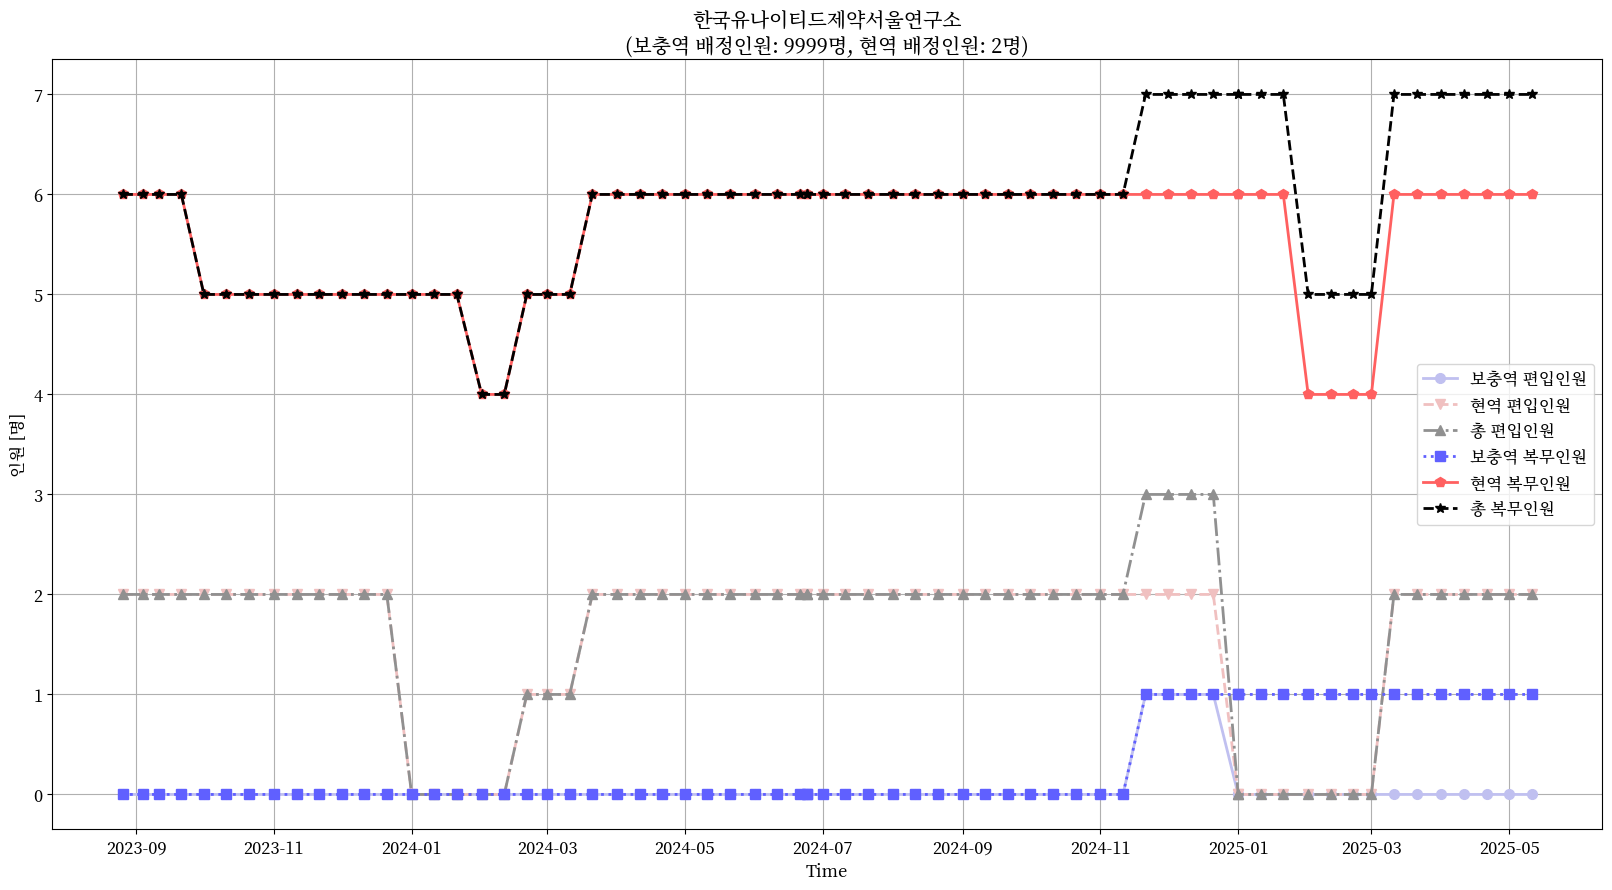 한국유나이티드제약서울연구소
(보충역 배정인원: 9999명, 현역 배정인원: 2명)
인원 [명]
7
6
5
4
3
2
1
0
보충역 편입인원
현역 편입인원
총 편입인원
보충역 복무인원
현역 복무인원
총 복무인원
2023-09
2023-11
2024-01
2024-03
2024-05
2024-07
2024-09
2024-11
2025-01
2025-03
2025-05
Time